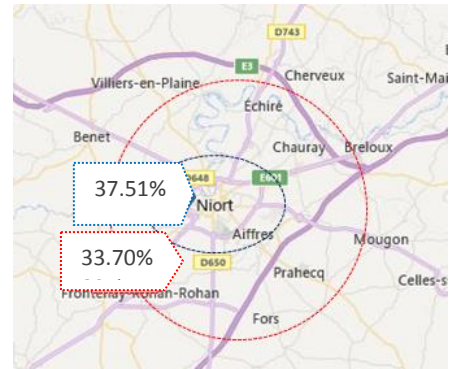 D743
E3
Villiers-en-Plaine
Cherveux
Saint-Mai
Échiré
Benet
Chauray
Breloux
37.51%
D648
E601
Niort
Aiffres
33.70%
D650
Mougon
Prahecq
Celles-s
Frontenay-Rohan-Rohan
Fors